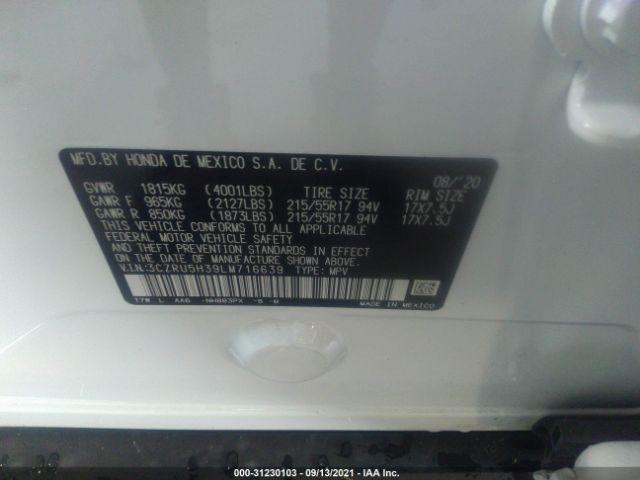 MFD.BY HONDA DE MEXICO S.A. DE C.V.
08/'20
GVWR 1815KG (4001LBS) TIRE SIZE RIM SIZE
GAWR F 965KG (2127LBS) 215/55R17 94V 17X7.5J
GAWR R 850KG (1873LBS) 215/55R17 94V 17X7.5J
THIS VEHICLE CONFORMS TO ALL APPLICABLE
FEDERAL MOTOR VEHICLE SAFETY
AND THEFT PREVENTION STANDARDS IN EFFECT
ON THE DATE OF MANUFACTURE SHOWN ABOVE.
V.I.N:3CZRU5H39LM716639 TYPE: MPV
T7W L AAG -NH883PX -B -M MADE IN MEXICO
000-31230103 - 09/13/2021 - IAA Inc.